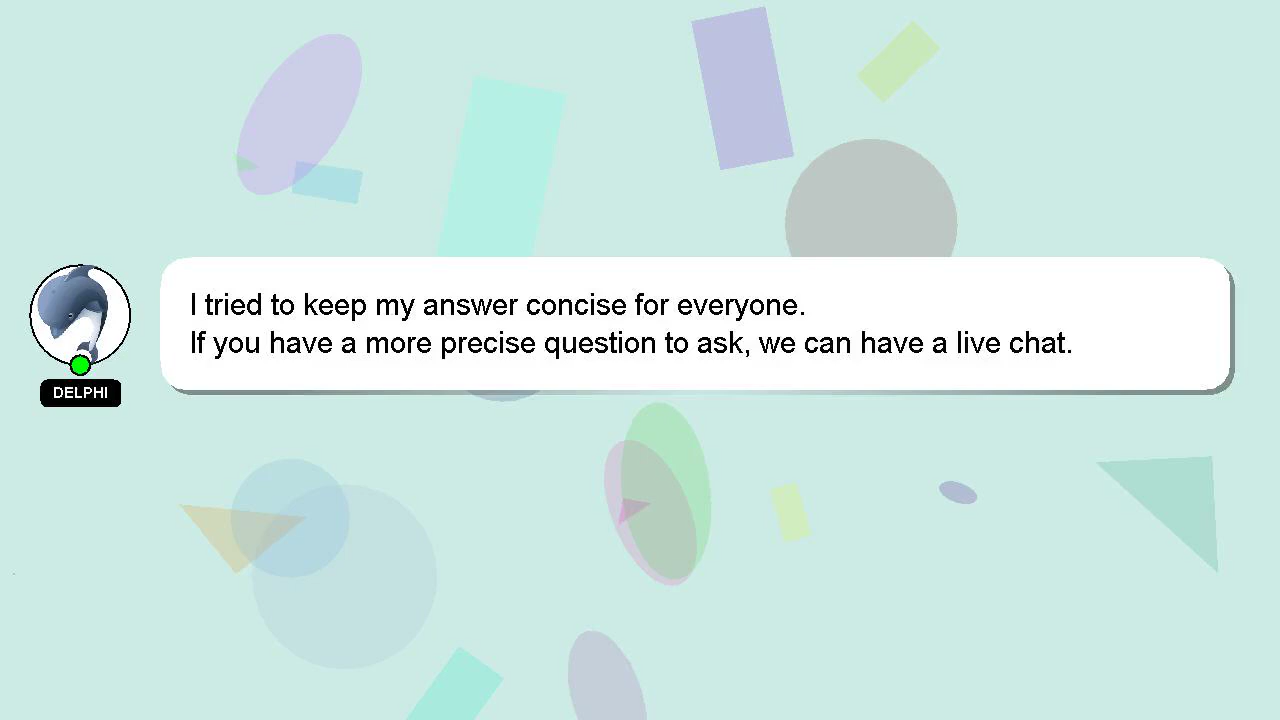 I tried to keep my answer concise for everyone.
If you have a more precise question to ask, we can have a live chat.
DELPHI